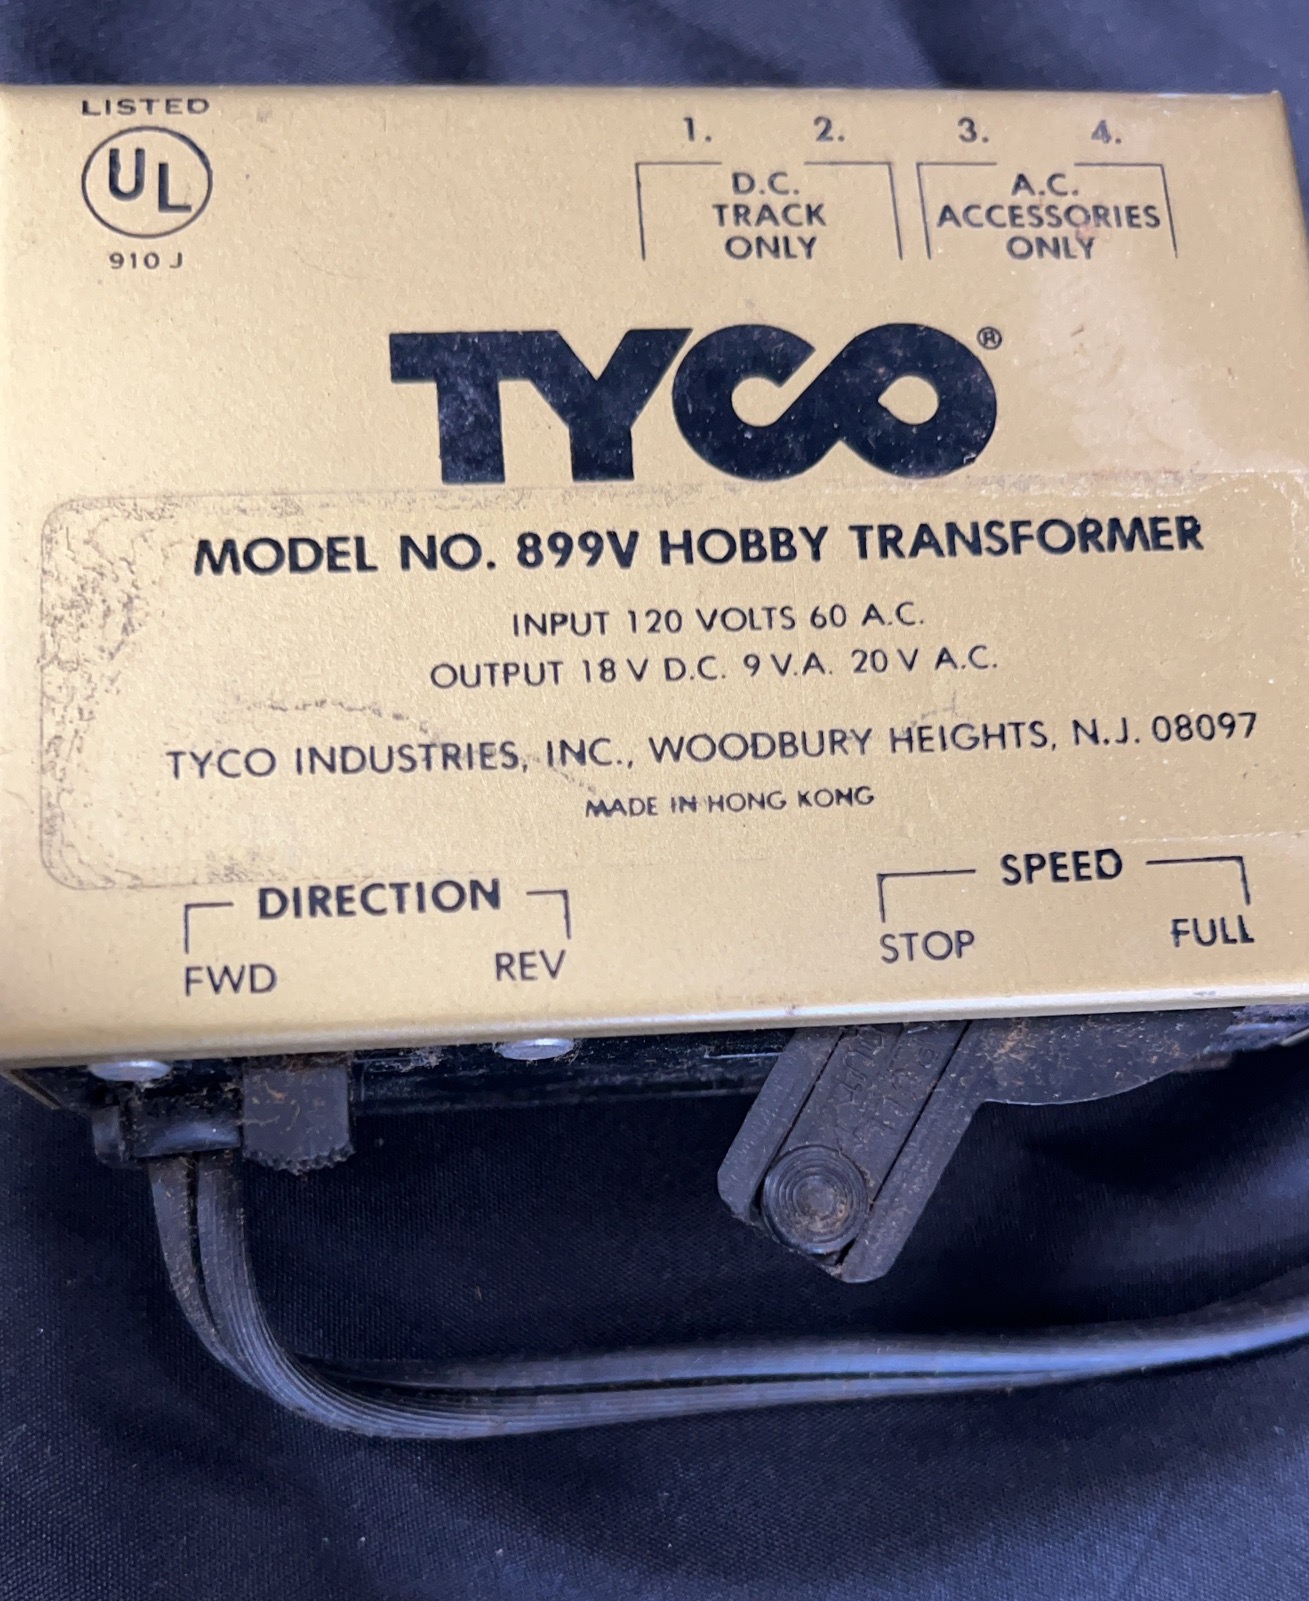 LISTED
UL
910 J
1. 2. 3. 4.
D.C.
TRACK
ONLY
A.C.
ACCESSORIES
ONLY
TYCO®
MODEL NO. 899V HOBBY TRANSFORMER
INPUT 120 VOLTS 60 A.C.
OUTPUT 18 V D.C. 9 V.A. 20 V A.C.
TYCO INDUSTRIES, INC., WOODBURY HEIGHTS, N.J. 08097
MADE IN HONG KONG
DIRECTION
FWD REV
SPEED
STOP FULL